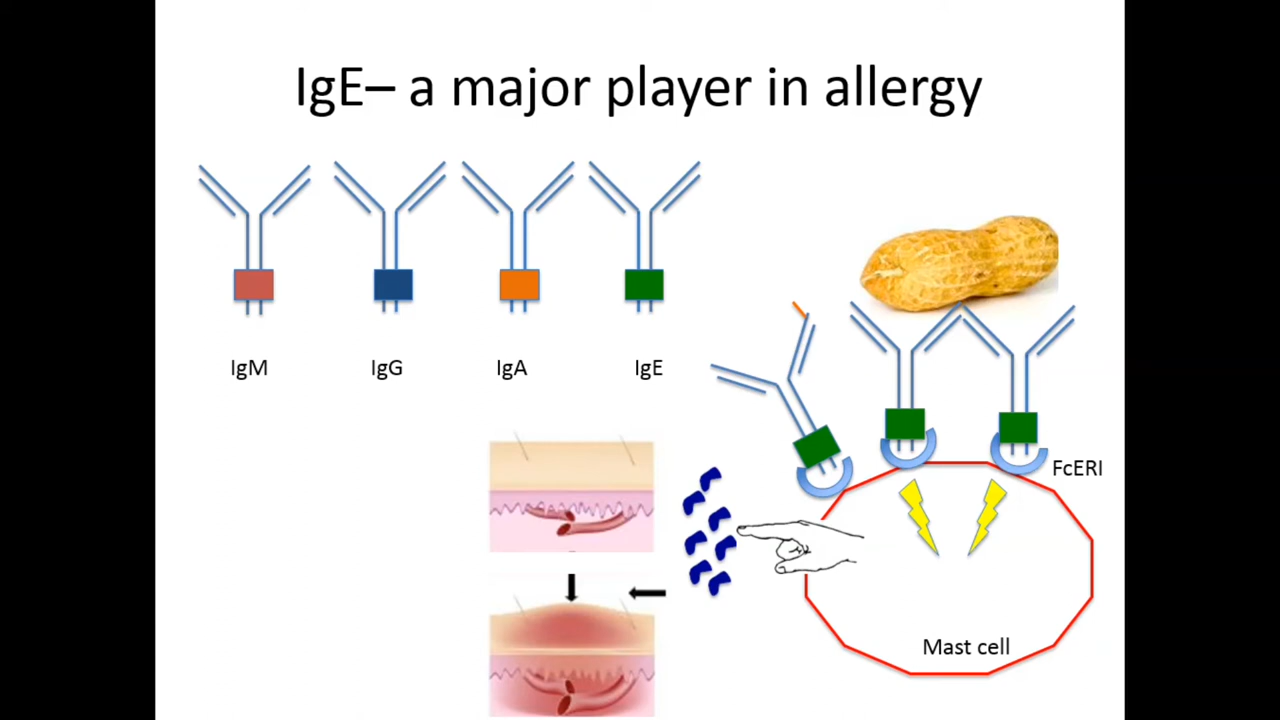 IgE– a major player in allergy
IgM IgG IgA IgE
FcERI
Mast cell